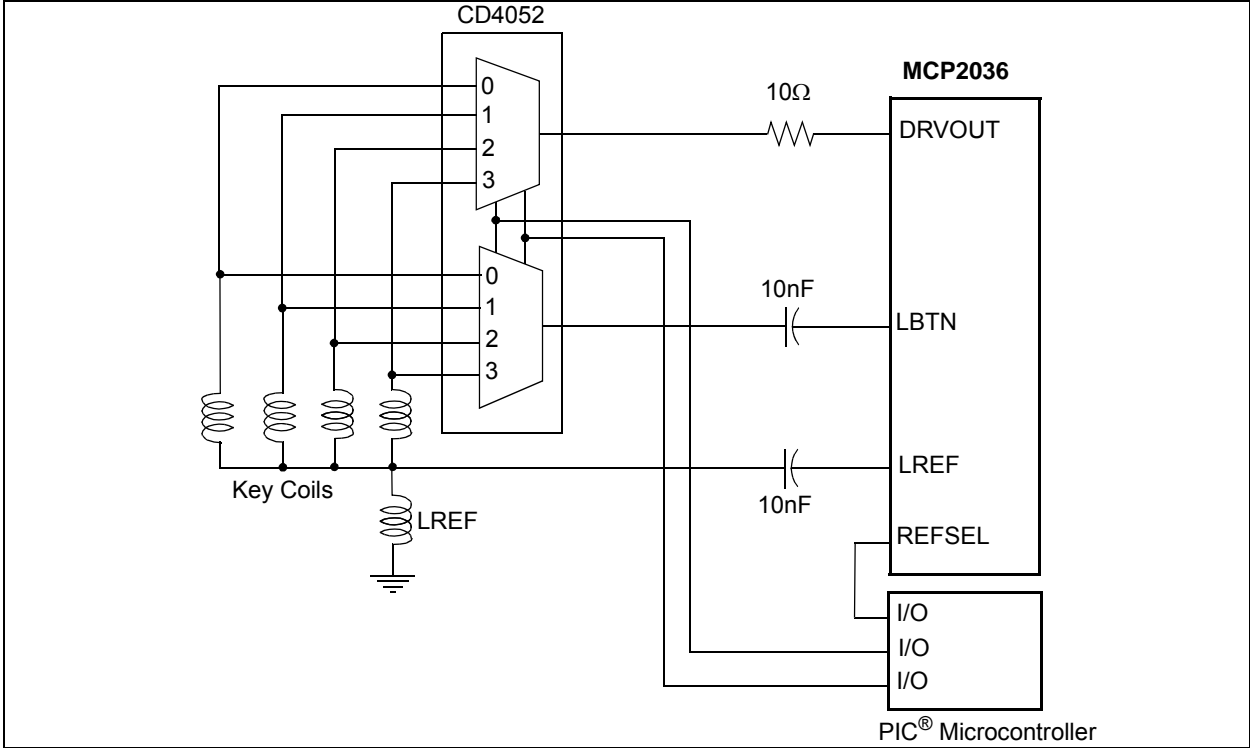 CD4052
MCP2036
0
1
2
3
10Ω
DRVOUT
0
1
2
3
10nF
LBTN
LREF
10nF
Key Coils
LREF
REFSEL
I/O
I/O
I/O
PIC® Microcontroller